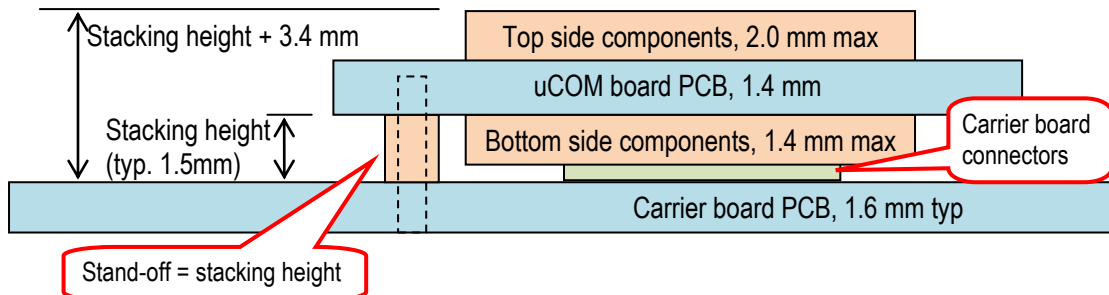 Stacking height + 3.4 mm
Top side components, 2.0 mm max
uCOM board PCB, 1.4 mm
Stacking height
(typ. 1.5mm)
Bottom side components, 1.4 mm max
Carrier board
connectors
Carrier board PCB, 1.6 mm typ
Stand-off = stacking height